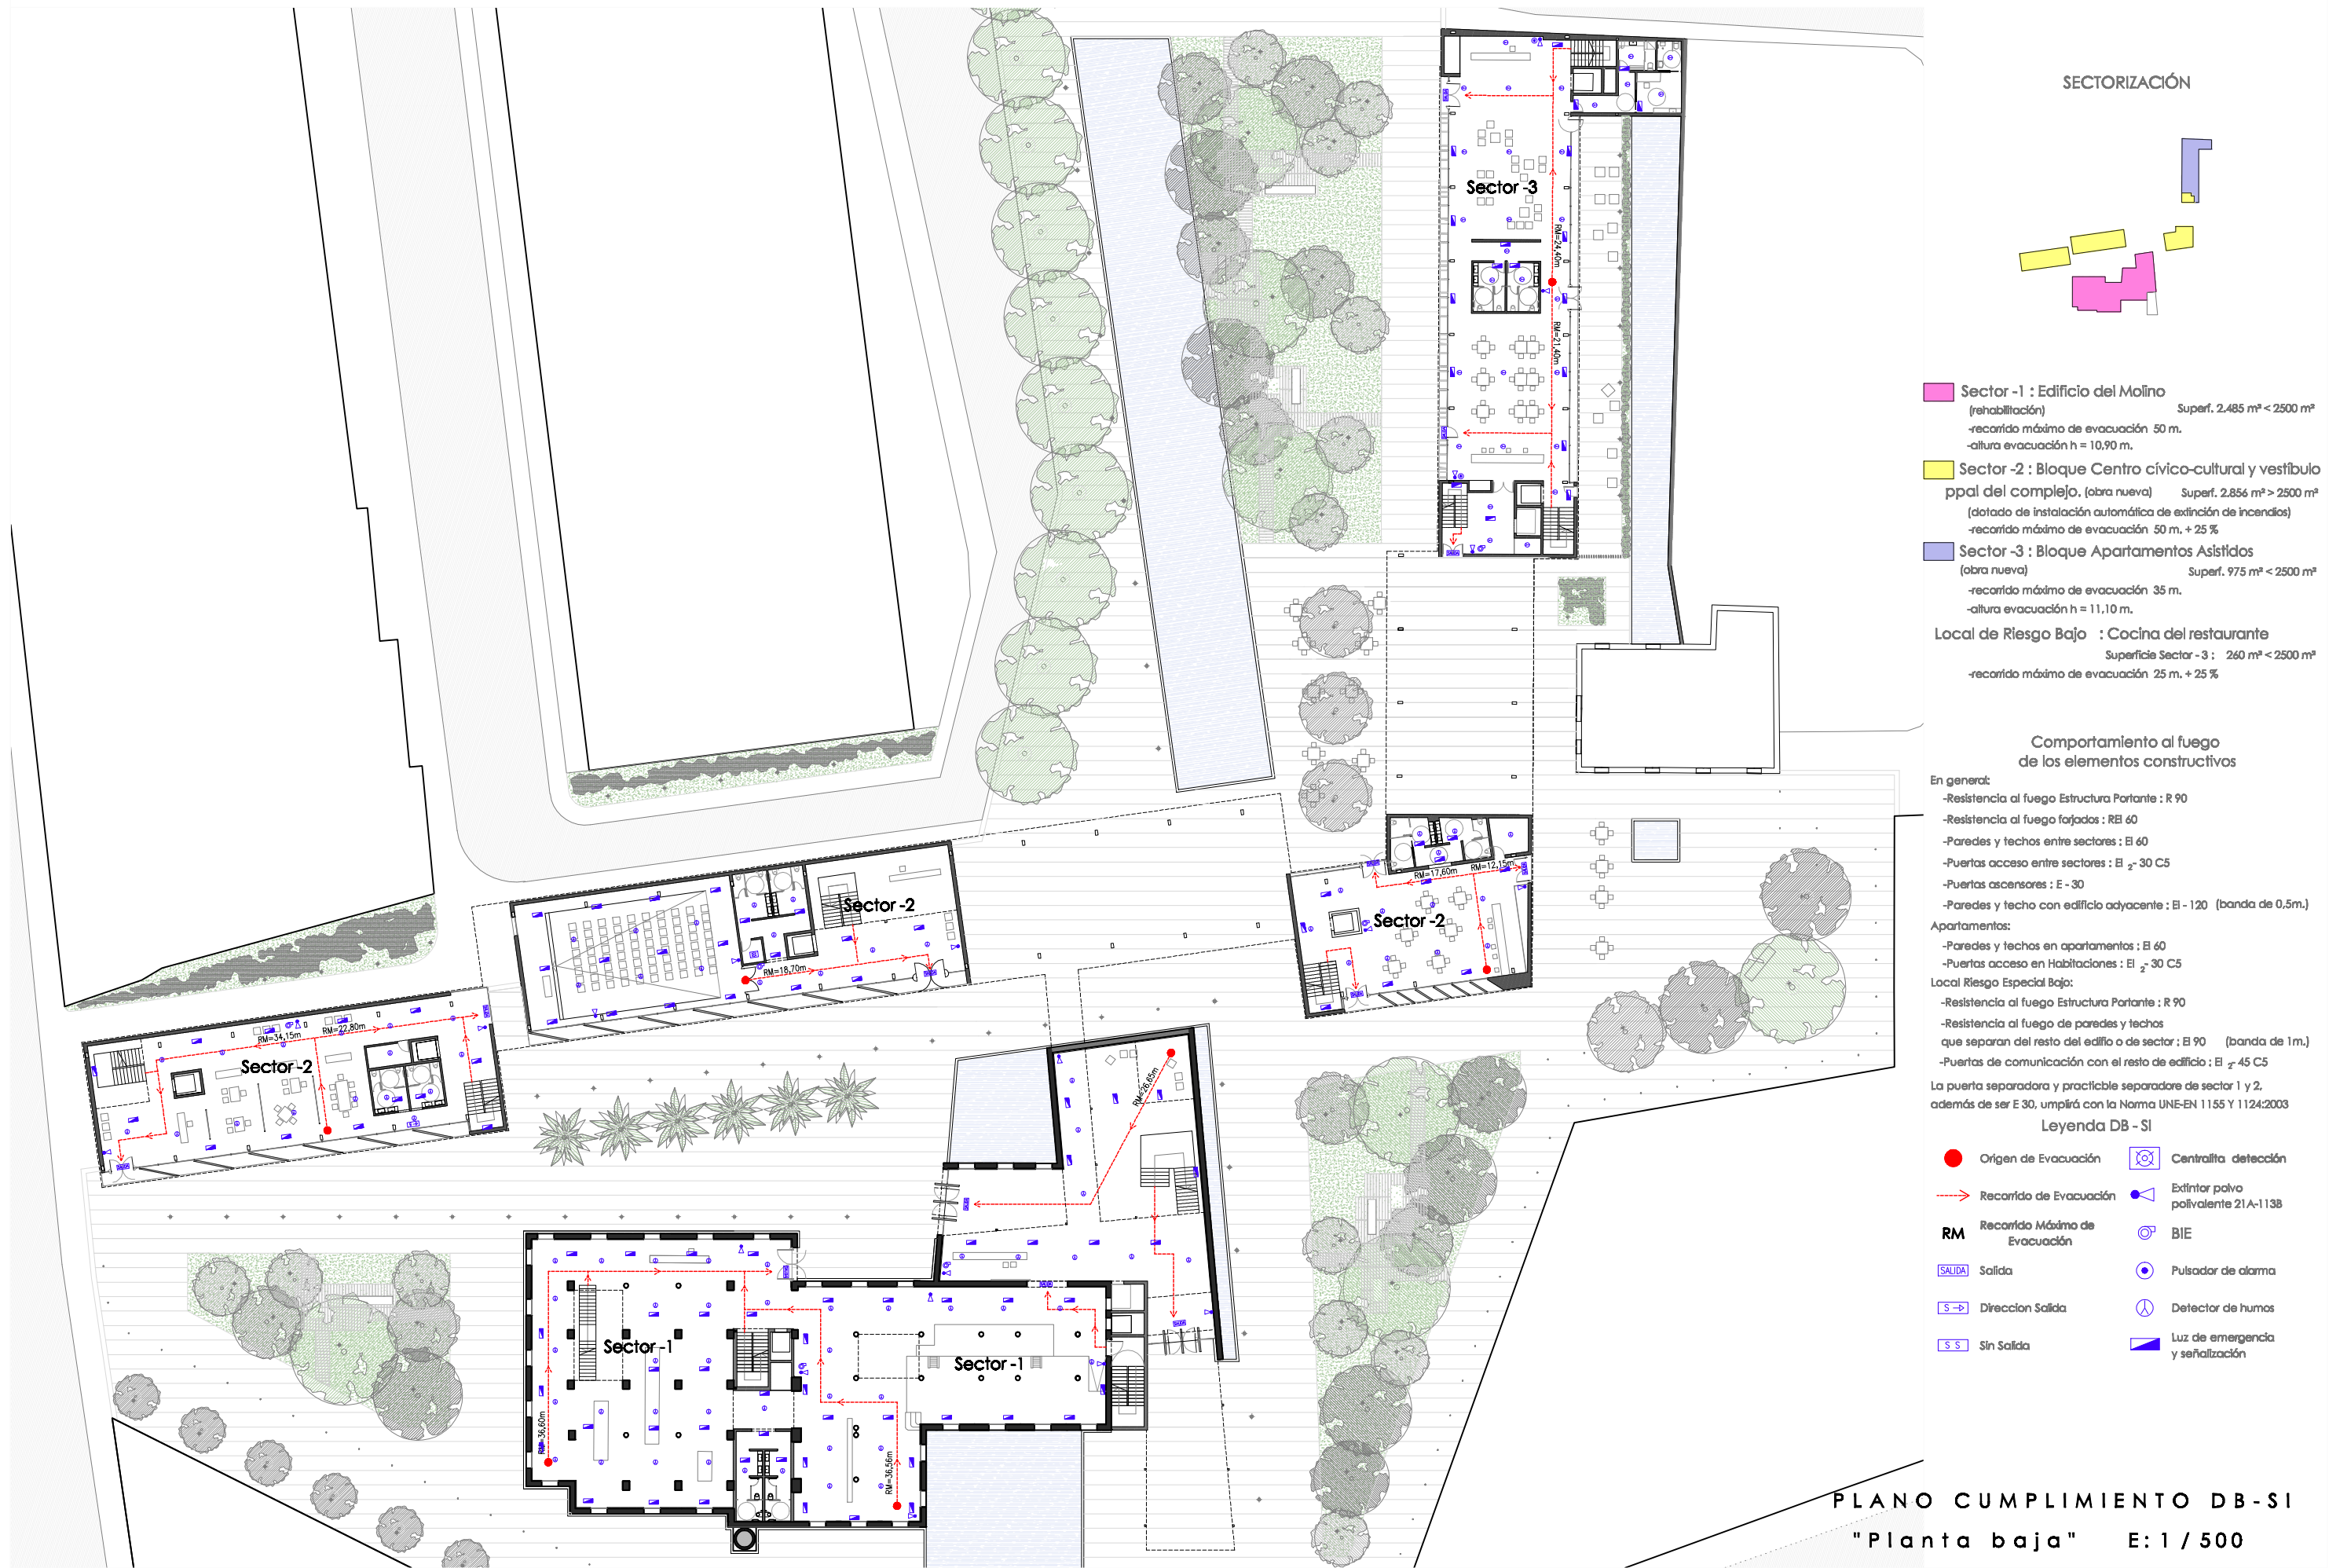 SECTORIZACIÓN
Sector -1 : Edificio del Molino
(rehabilitación) Superf. 2.485 m² < 2500 m²
-recorrido máximo de evacuación 50 m.
-altura evacuación h = 10,90 m.
Sector -2 : Bloque Centro cívico-cultural y vestíbulo
ppal del complejo. (obra nueva) Superf. 2.856 m² > 2500 m²
(dotado de instalación automática de extinción de incendios)
-recorrido máximo de evacuación 50 m. + 25 %
Sector -3 : Bloque Apartamentos Asistidos
(obra nueva) Superf. 975 m² < 2500 m²
-recorrido máximo de evacuación 35 m.
-altura evacuación h = 11,10 m.
Local de Riesgo Bajo : Cocina del restaurante
Superficie Sector - 3 : 260 m² < 2500 m²
-recorrido máximo de evacuación 25 m. + 25 %
Comportamiento al fuego
de los elementos constructivos
En general:
-Resistencia al fuego Estructura Portante : R 90
-Resistencia al fuego forjados : REI 60
-Paredes y techos entre sectores : EI 60
-Puertas acceso entre sectores : EI 2- 30 C5
-Puertas ascensores : E - 30
-Paredes y techo con edificio adyacente : EI - 120 (banda de 0,5m.)
Apartamentos:
-Paredes y techos en apartamentos : EI 60
-Puertas acceso en Habitaciones : EI 2- 30 C5
Local Riesgo Especial Bajo:
-Resistencia al fuego Estructura Portante : R 90
-Resistencia al fuego de paredes y techos
que separan del resto del edifio o de sector : EI 90 (banda de 1m.)
-Puertas de comunicación con el resto de edificio : EI 2- 45 C5
La puerta separadora y practicble separadore de sector 1 y 2,
además de ser E 30, umplirá con la Norma UNE-EN 1155 Y 1124:2003
Leyenda DB - SI
Origen de Evacuación
Centralita detección
Recorrido de Evacuación
Extintor polvo
polivalente 21A-113B
RM Recorrido Máximo de
Evacuación
BIE
SALIDA Salida
Pulsador de alarma
S Direccion Salida
Detector de humos
S S Sin Salida
Luz de emergencia
y señalización
PLANO CUMPLIMIENTO DB-SI
"Planta baja" E: 1 / 500
Sector -3
RM=24,40m
RM=21,40m
Sector -2
RM=18,70m
RM=17,60m
RM=12,15m
Sector -2
RM=34,15m
RM=22,80m
Sector -2
RM=26,65m
Sector -1
Sector -1
RM=36,60m
RM=36,56m